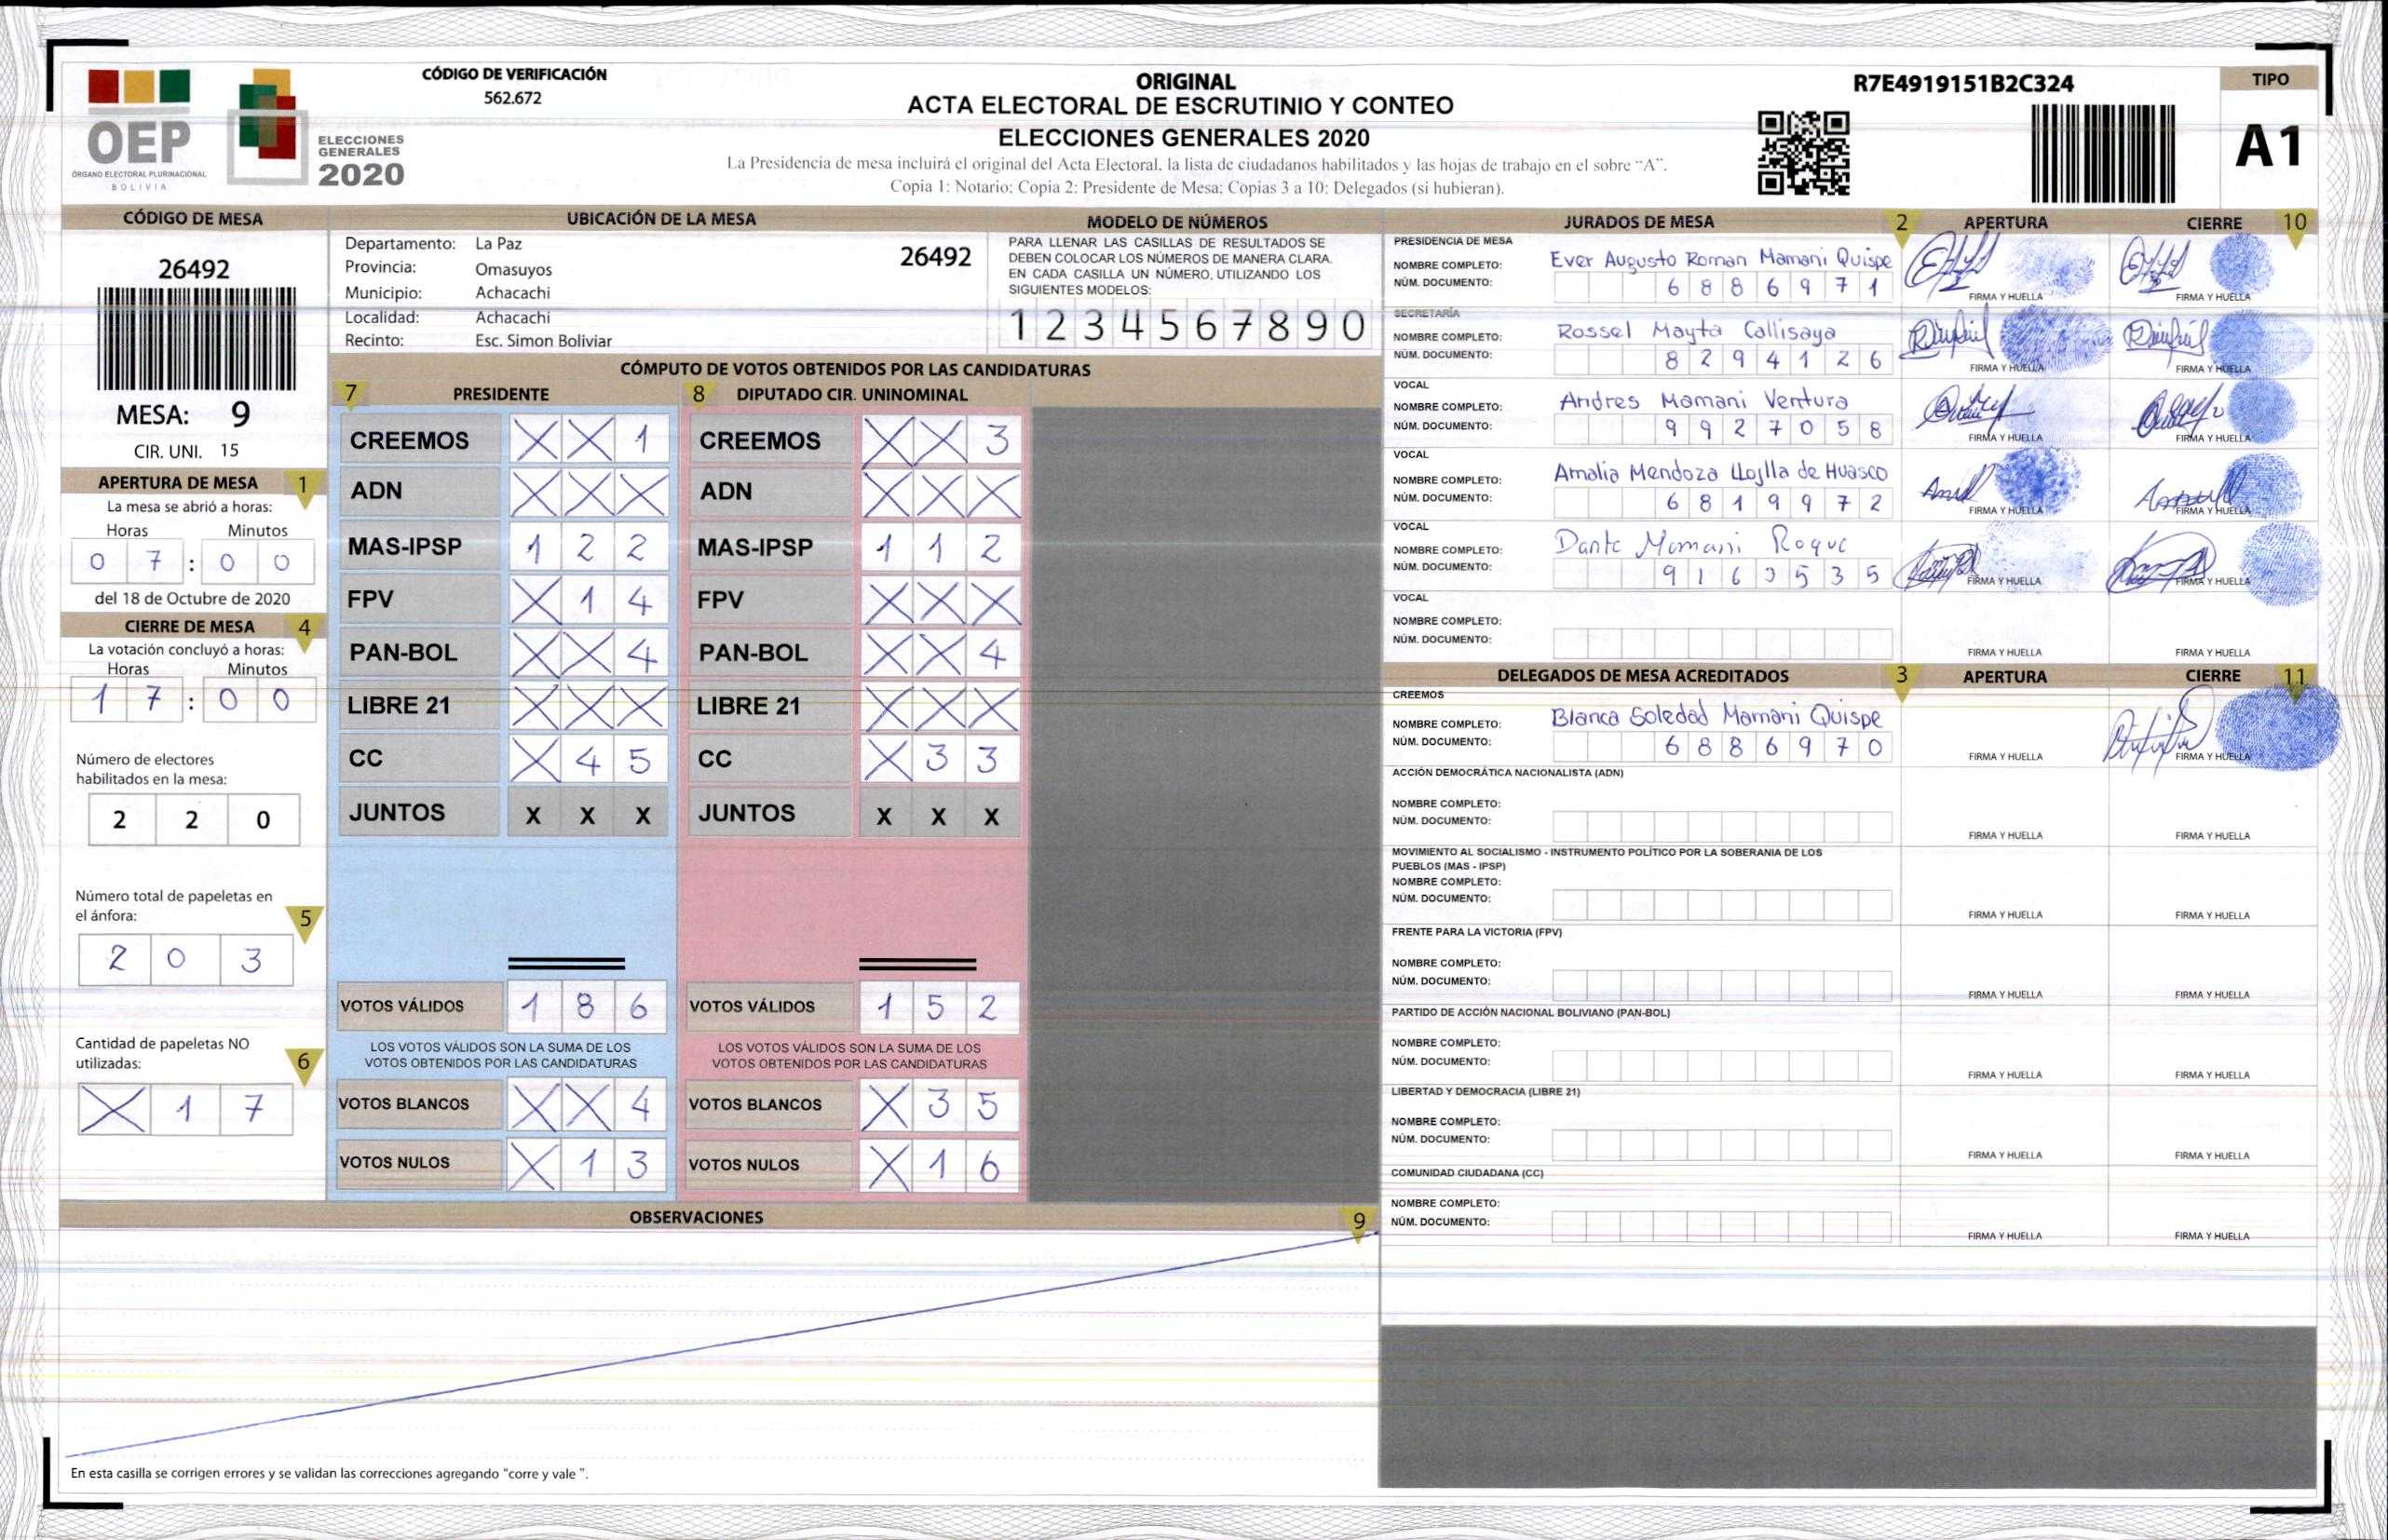 OEP
ÓRGANO ELECTORAL PLURINACIONAL
BOLIVIA
ELECCIONES
GENERALES
2020
CÓDIGO DE VERIFICACIÓN
562.672
ORIGINAL
ACTA ELECTORAL DE ESCRUTINIO Y CONTEO
ELECCIONES GENERALES 2020
La Presidencia de mesa incluirá el original del Acta Electoral, la lista de ciudadanos habilitados y las hojas de trabajo en el sobre “A”.
Copia 1: Notario; Copia 2: Presidente de Mesa; Copias 3 a 10: Delegados (si hubieran).
R7E4919151B2C324
TIPO
A1
CÓDIGO DE MESA
26492
MESA: 9
CIR. UNI. 15
APERTURA DE MESA 1
La mesa se abrió a horas:
Horas Minutos
0 7 : 0 0
del 18 de Octubre de 2020
CIERRE DE MESA 4
La votación concluyó a horas:
Horas Minutos
1 7 : 0 0
Número de electores
habilitados en la mesa:
2 2 0
Número total de papeletas en
el ánfora: 5
2 0 3
Cantidad de papeletas NO
utilizadas: 6
X 1 7
UBICACIÓN DE LA MESA
Departamento: La Paz 26492
Provincia: Omasuyos
Municipio: Achacachi
Localidad: Achacachi
Recinto: Esc. Simon Boliviar
MODELO DE NÚMEROS
PARA LLENAR LAS CASILLAS DE RESULTADOS SE
DEBEN COLOCAR LOS NÚMEROS DE MANERA CLARA.
EN CADA CASILLA UN NÚMERO, UTILIZANDO LOS
SIGUIENTES MODELOS:
1 2 3 4 5 6 7 8 9 0
CÓMPUTO DE VOTOS OBTENIDOS POR LAS CANDIDATURAS
7 PRESIDENTE
CREEMOS X X 1
ADN X X X
MAS-IPSP 1 2 2
FPV X 1 4
PAN-BOL X X 4
LIBRE 21 X X X
CC X 4 5
JUNTOS X X X
VOTOS VÁLIDOS 1 8 6
LOS VOTOS VÁLIDOS SON LA SUMA DE LOS
VOTOS OBTENIDOS POR LAS CANDIDATURAS
VOTOS BLANCOS X X 4
VOTOS NULOS X 1 3
8 DIPUTADO CIR. UNINOMINAL
CREEMOS X X 3
ADN X X X
MAS-IPSP 1 1 2
FPV X X X
PAN-BOL X X 4
LIBRE 21 X X X
CC X 3 3
JUNTOS X X X
VOTOS VÁLIDOS 1 5 2
LOS VOTOS VÁLIDOS SON LA SUMA DE LOS
VOTOS OBTENIDOS POR LAS CANDIDATURAS
VOTOS BLANCOS X 3 5
VOTOS NULOS X 1 6
OBSERVACIONES 9
En esta casilla se corrigen errores y se validan las correcciones agregando “corre y vale ”.
JURADOS DE MESA 2 APERTURA CIERRE 10
PRESIDENCIA DE MESA
NOMBRE COMPLETO: Ever Augusto Roman Mamani Quispe
NÚM. DOCUMENTO: 6 8 8 6 9 7 1
FIRMA Y HUELLA FIRMA Y HUELLA
SECRETARÍA
NOMBRE COMPLETO: Rossel Mayta Callisaya
NÚM. DOCUMENTO: 8 2 9 4 1 2 6
FIRMA Y HUELLA FIRMA Y HUELLA
VOCAL
NOMBRE COMPLETO: Andres Mamani Ventura
NÚM. DOCUMENTO: 9 9 2 7 0 5 8
FIRMA Y HUELLA FIRMA Y HUELLA
VOCAL
NOMBRE COMPLETO: Amalia Mendoza Llojlla de Huasco
NÚM. DOCUMENTO: 6 8 1 9 9 7 2
FIRMA Y HUELLA FIRMA Y HUELLA
VOCAL
NOMBRE COMPLETO: Dante Mamani Roque
NÚM. DOCUMENTO: 9 1 6 3 5 3 5
FIRMA Y HUELLA FIRMA Y HUELLA
VOCAL
NOMBRE COMPLETO:
NÚM. DOCUMENTO:
FIRMA Y HUELLA FIRMA Y HUELLA
DELEGADOS DE MESA ACREDITADOS 3 APERTURA CIERRE 11
CREEMOS
NOMBRE COMPLETO: Blanca Soledad Mamani Quispe
NÚM. DOCUMENTO: 6 8 8 6 9 7 0
FIRMA Y HUELLA FIRMA Y HUELLA
ACCIÓN DEMOCRÁTICA NACIONALISTA (ADN)
NOMBRE COMPLETO:
NÚM. DOCUMENTO:
FIRMA Y HUELLA FIRMA Y HUELLA
MOVIMIENTO AL SOCIALISMO - INSTRUMENTO POLÍTICO POR LA SOBERANIA DE LOS
PUEBLOS (MAS - IPSP)
NOMBRE COMPLETO:
NÚM. DOCUMENTO:
FIRMA Y HUELLA FIRMA Y HUELLA
FRENTE PARA LA VICTORIA (FPV)
NOMBRE COMPLETO:
NÚM. DOCUMENTO:
FIRMA Y HUELLA FIRMA Y HUELLA
PARTIDO DE ACCIÓN NACIONAL BOLIVIANO (PAN-BOL)
NOMBRE COMPLETO:
NÚM. DOCUMENTO:
FIRMA Y HUELLA FIRMA Y HUELLA
LIBERTAD Y DEMOCRACIA (LIBRE 21)
NOMBRE COMPLETO:
NÚM. DOCUMENTO:
FIRMA Y HUELLA FIRMA Y HUELLA
COMUNIDAD CIUDADANA (CC)
NOMBRE COMPLETO:
NÚM. DOCUMENTO:
FIRMA Y HUELLA FIRMA Y HUELLA